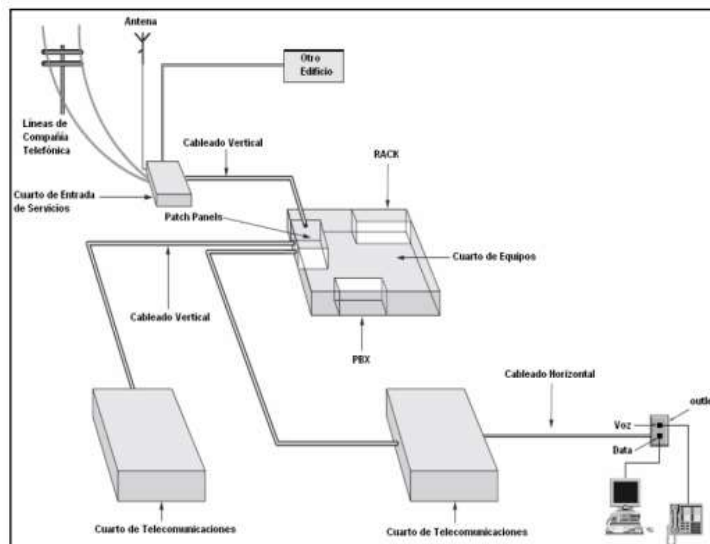 Antena
Otro
Edificio
Líneas de
Compañía
Telefónica
Cableado Vertical
RACK
Cuarto de Entrada
de Servicios
Patch Panels
Cuarto de Equipos
Cableado Vertical
PBX
Cableado Horizontal
outle
Voz
Data
Cuarto de Telecomunicaciones
Cuarto de Telecomunicaciones